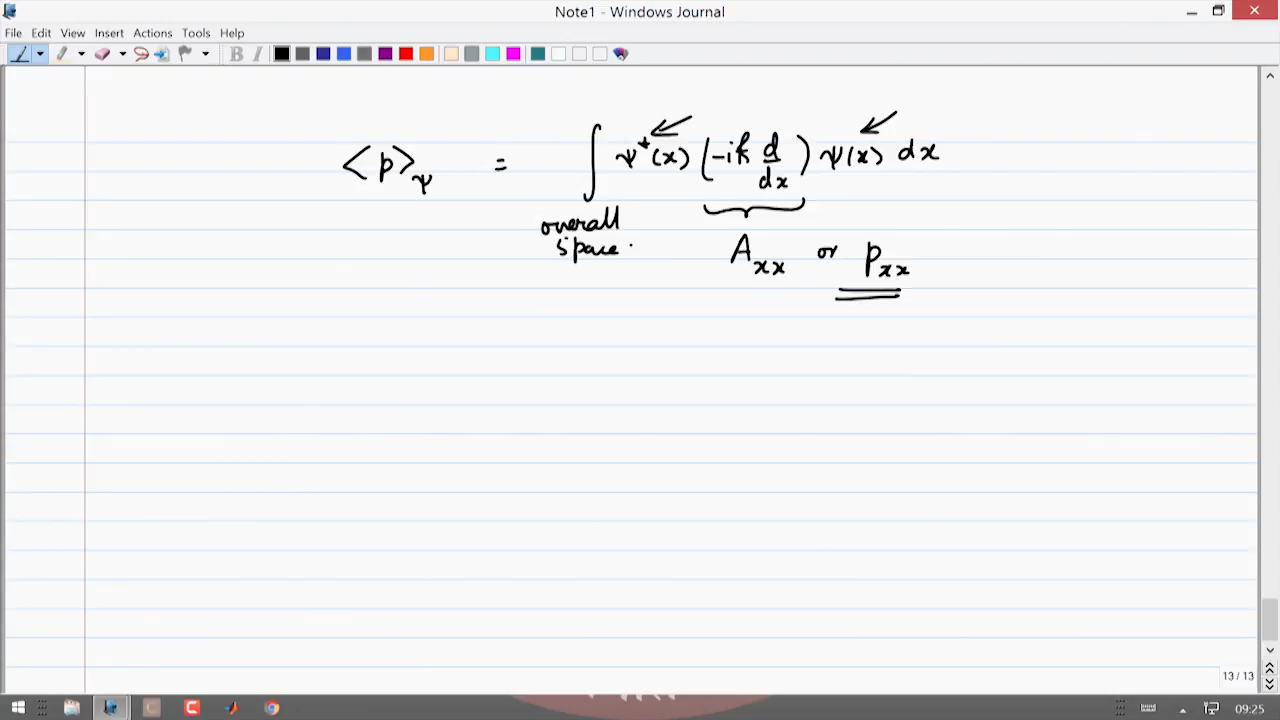 Note1 - Windows Journal
File Edit View Insert Actions Tools Help
B I
<p>ψ = ∫ ψ*(x) (-iℏ d/dx) ψ(x) dx
overall
space.
Axx or pxx
13 / 13
09:25